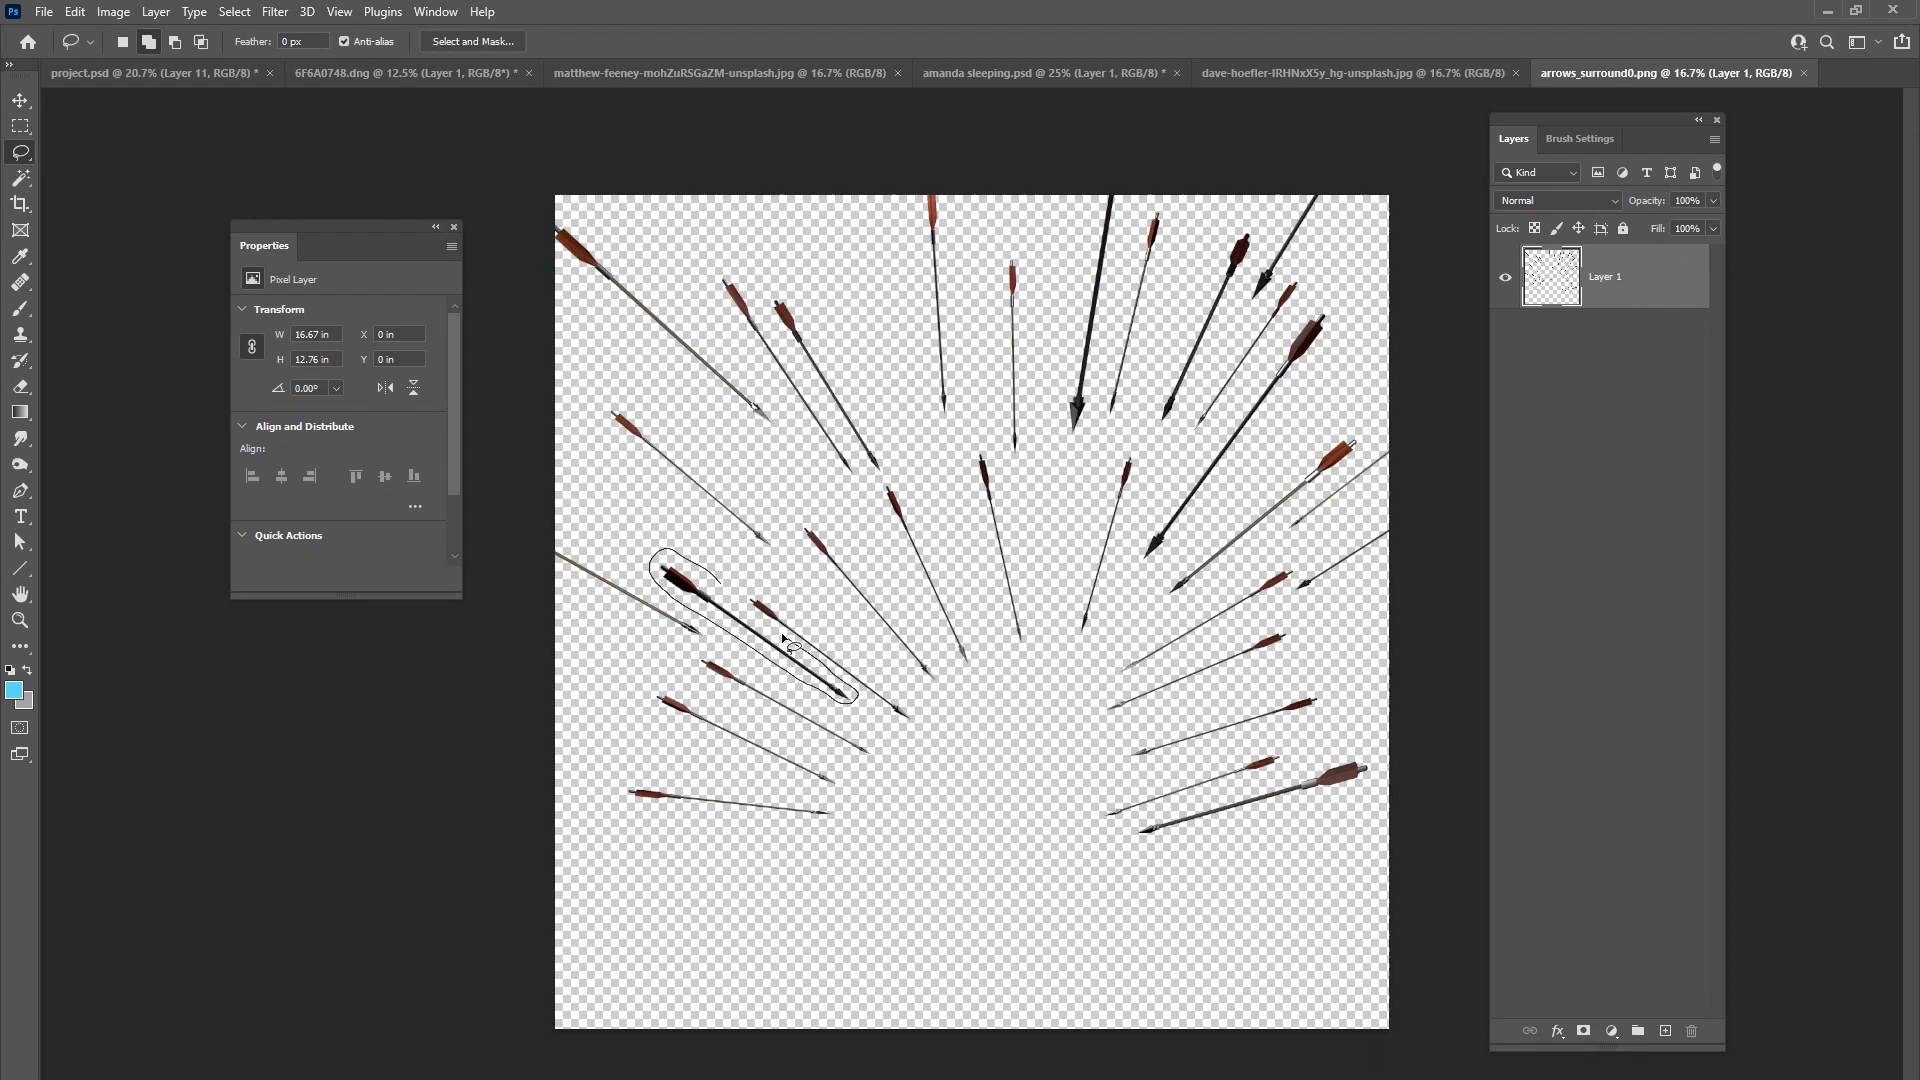 Ps File Edit Image Layer Type Select Filter 3D View Plugins Window Help
Feather: 0 px Anti-alias Select and Mask...
project.psd @ 20.7% (Layer 11, RGB/8) * × 6F6A0748.dng @ 12.5% (Layer 1, RGB/8*) * × matthew-feeney-mohZuRSGaZM-unsplash.jpg @ 16.7% (RGB/8) × amanda sleeping.psd @ 25% (Layer 1, RGB/8) * × dave-hoefler-IRHNxX5y_hg-unsplash.jpg @ 16.7% (RGB/8) × arrows_surround0.png @ 16.7% (Layer 1, RGB/8) ×
Properties
Pixel Layer
Transform
W 16.67 in X 0 in
H 12.76 in Y 0 in
0.00°
Align and Distribute
Align:
Quick Actions
Layers Brush Settings
Kind
Normal Opacity: 100%
Lock: Fill: 100%
Layer 1
fx